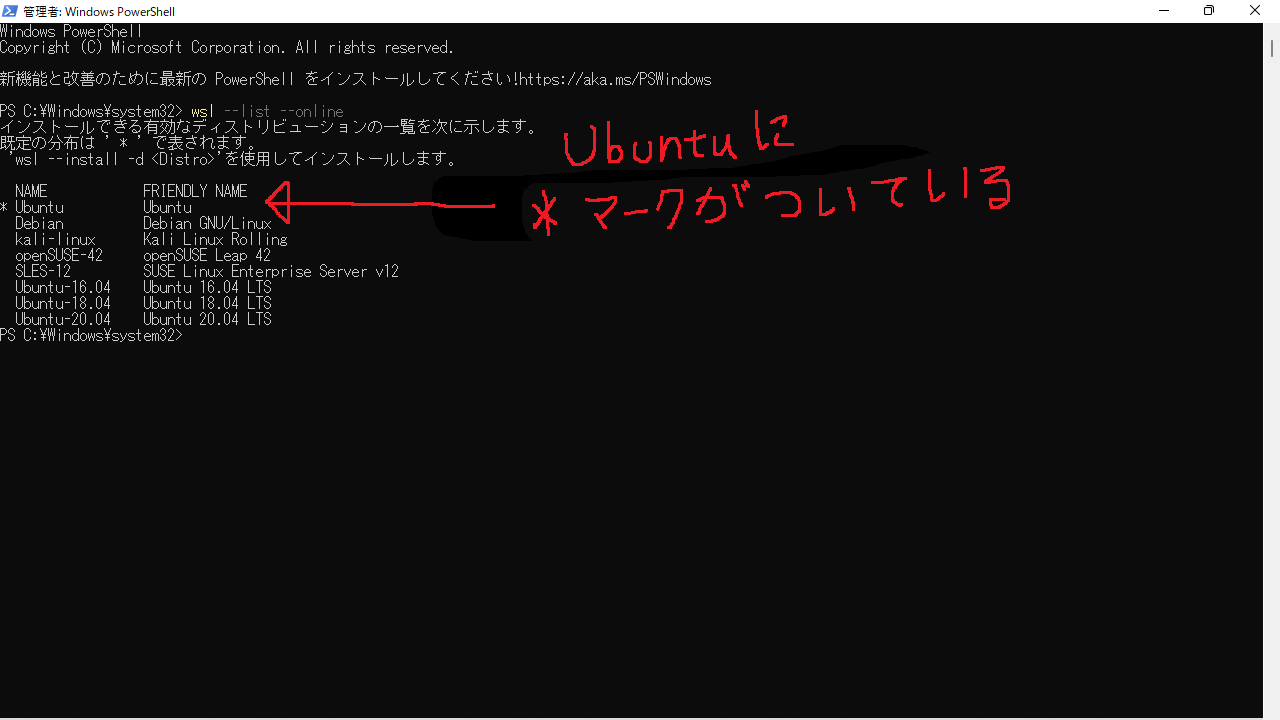 管理者: Windows PowerShell
Windows PowerShell
Copyright (C) Microsoft Corporation. All rights reserved.
新機能と改善のために最新の PowerShell をインストールしてください!https://aka.ms/PSWindows
PS C:¥Windows¥system32> wsl --list --online
インストールできる有効なディストリビューションの一覧を次に示します。
既定の分布は ' * ' で表されます。
'wsl --install -d <Distro>'を使用してインストールします。
Ubuntuに
*マークがついている
NAME FRIENDLY NAME
* Ubuntu Ubuntu
Debian Debian GNU/Linux
kali-linux Kali Linux Rolling
openSUSE-42 openSUSE Leap 42
SLES-12 SUSE Linux Enterprise Server v12
Ubuntu-16.04 Ubuntu 16.04 LTS
Ubuntu-18.04 Ubuntu 18.04 LTS
Ubuntu-20.04 Ubuntu 20.04 LTS
PS C:¥Windows¥system32>